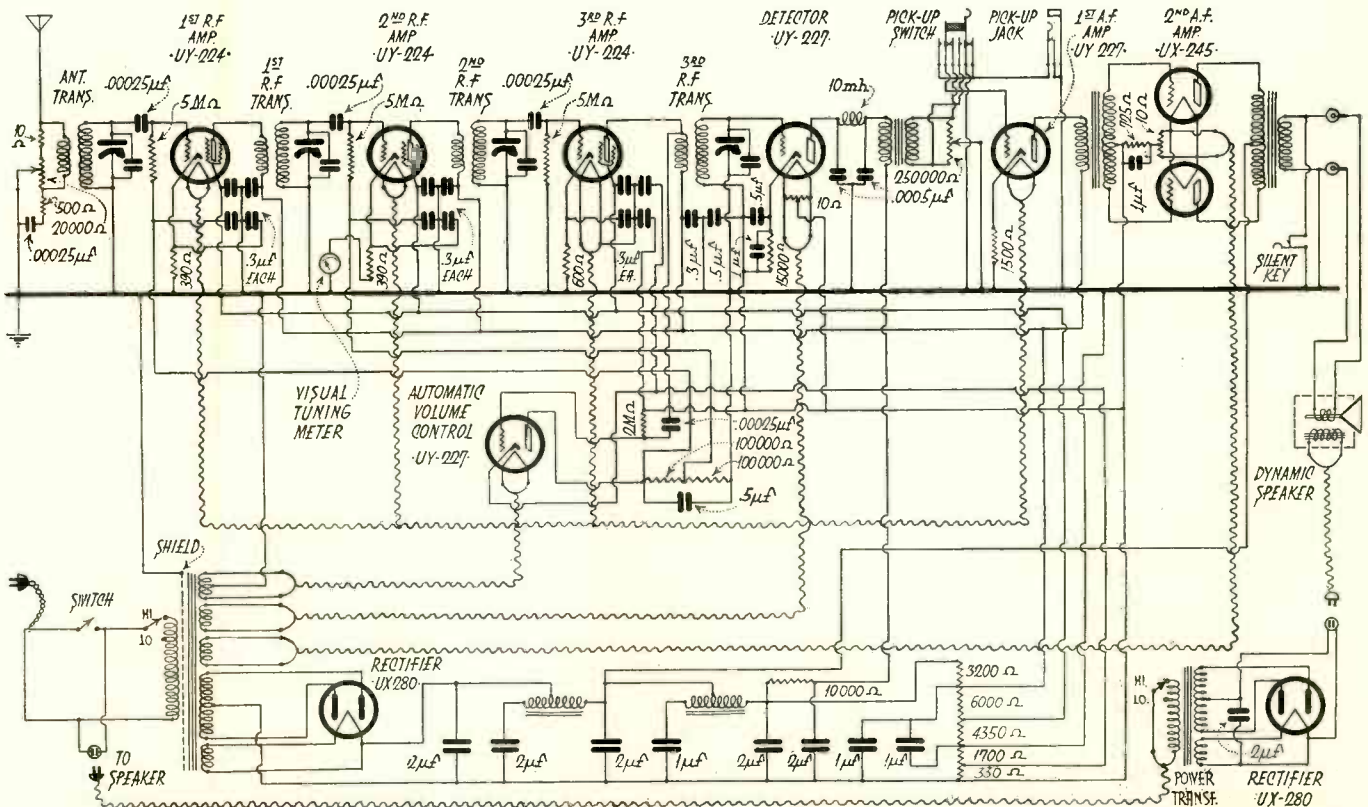 1ST R.F
AMP.
·UY-224·
2ND R.F
AMP
·UY-224·
3RD R.F
AMP
·UY-224
DETECTOR
·UY-227·
PICK-UP
SWITCH
PICK-UP
JACK
1ST A.F
AMP
UY 227·
2ND A.F.
AMP
·UX-245·
ANT.
TRANS.
.00025µf
5MΩ
1ST
R.F
TRANS.
.00025µf
5MΩ
2ND
R.F
TRANS
.00025µf
5MΩ
3RD
R.F
TRANS.
10mh
250000Ω
.0005µf
725Ω
10Ω
1µf
10
Ω
500Ω
20000Ω
.00025µf
390Ω
.3µf
EACH
390Ω
.3µf
EACH
600Ω
.3µf
EA.
.3µf
.5µf
.1µf
.5µf
15000Ω
10Ω
1500Ω
SILENT
KEY
VISUAL
TUNING
METER
AUTOMATIC
VOLUME
CONTROL
·UY-227·
2MΩ
.00025µf
100000Ω
100000Ω
.5µf
DYNAMIC
SPEAKER
SHIELD
SWITCH
HI.
LO
TO
SPEAKER
RECTIFIER
·UX280·
2µf
2µf
2µf
1µf
2µf
2µf
1µf
1µf
10000Ω
3200Ω
6000Ω
4350Ω
1700Ω
330Ω
HI.
LO.
POWER
TRANSF.
2µf
RECTIFIER
·UX-280